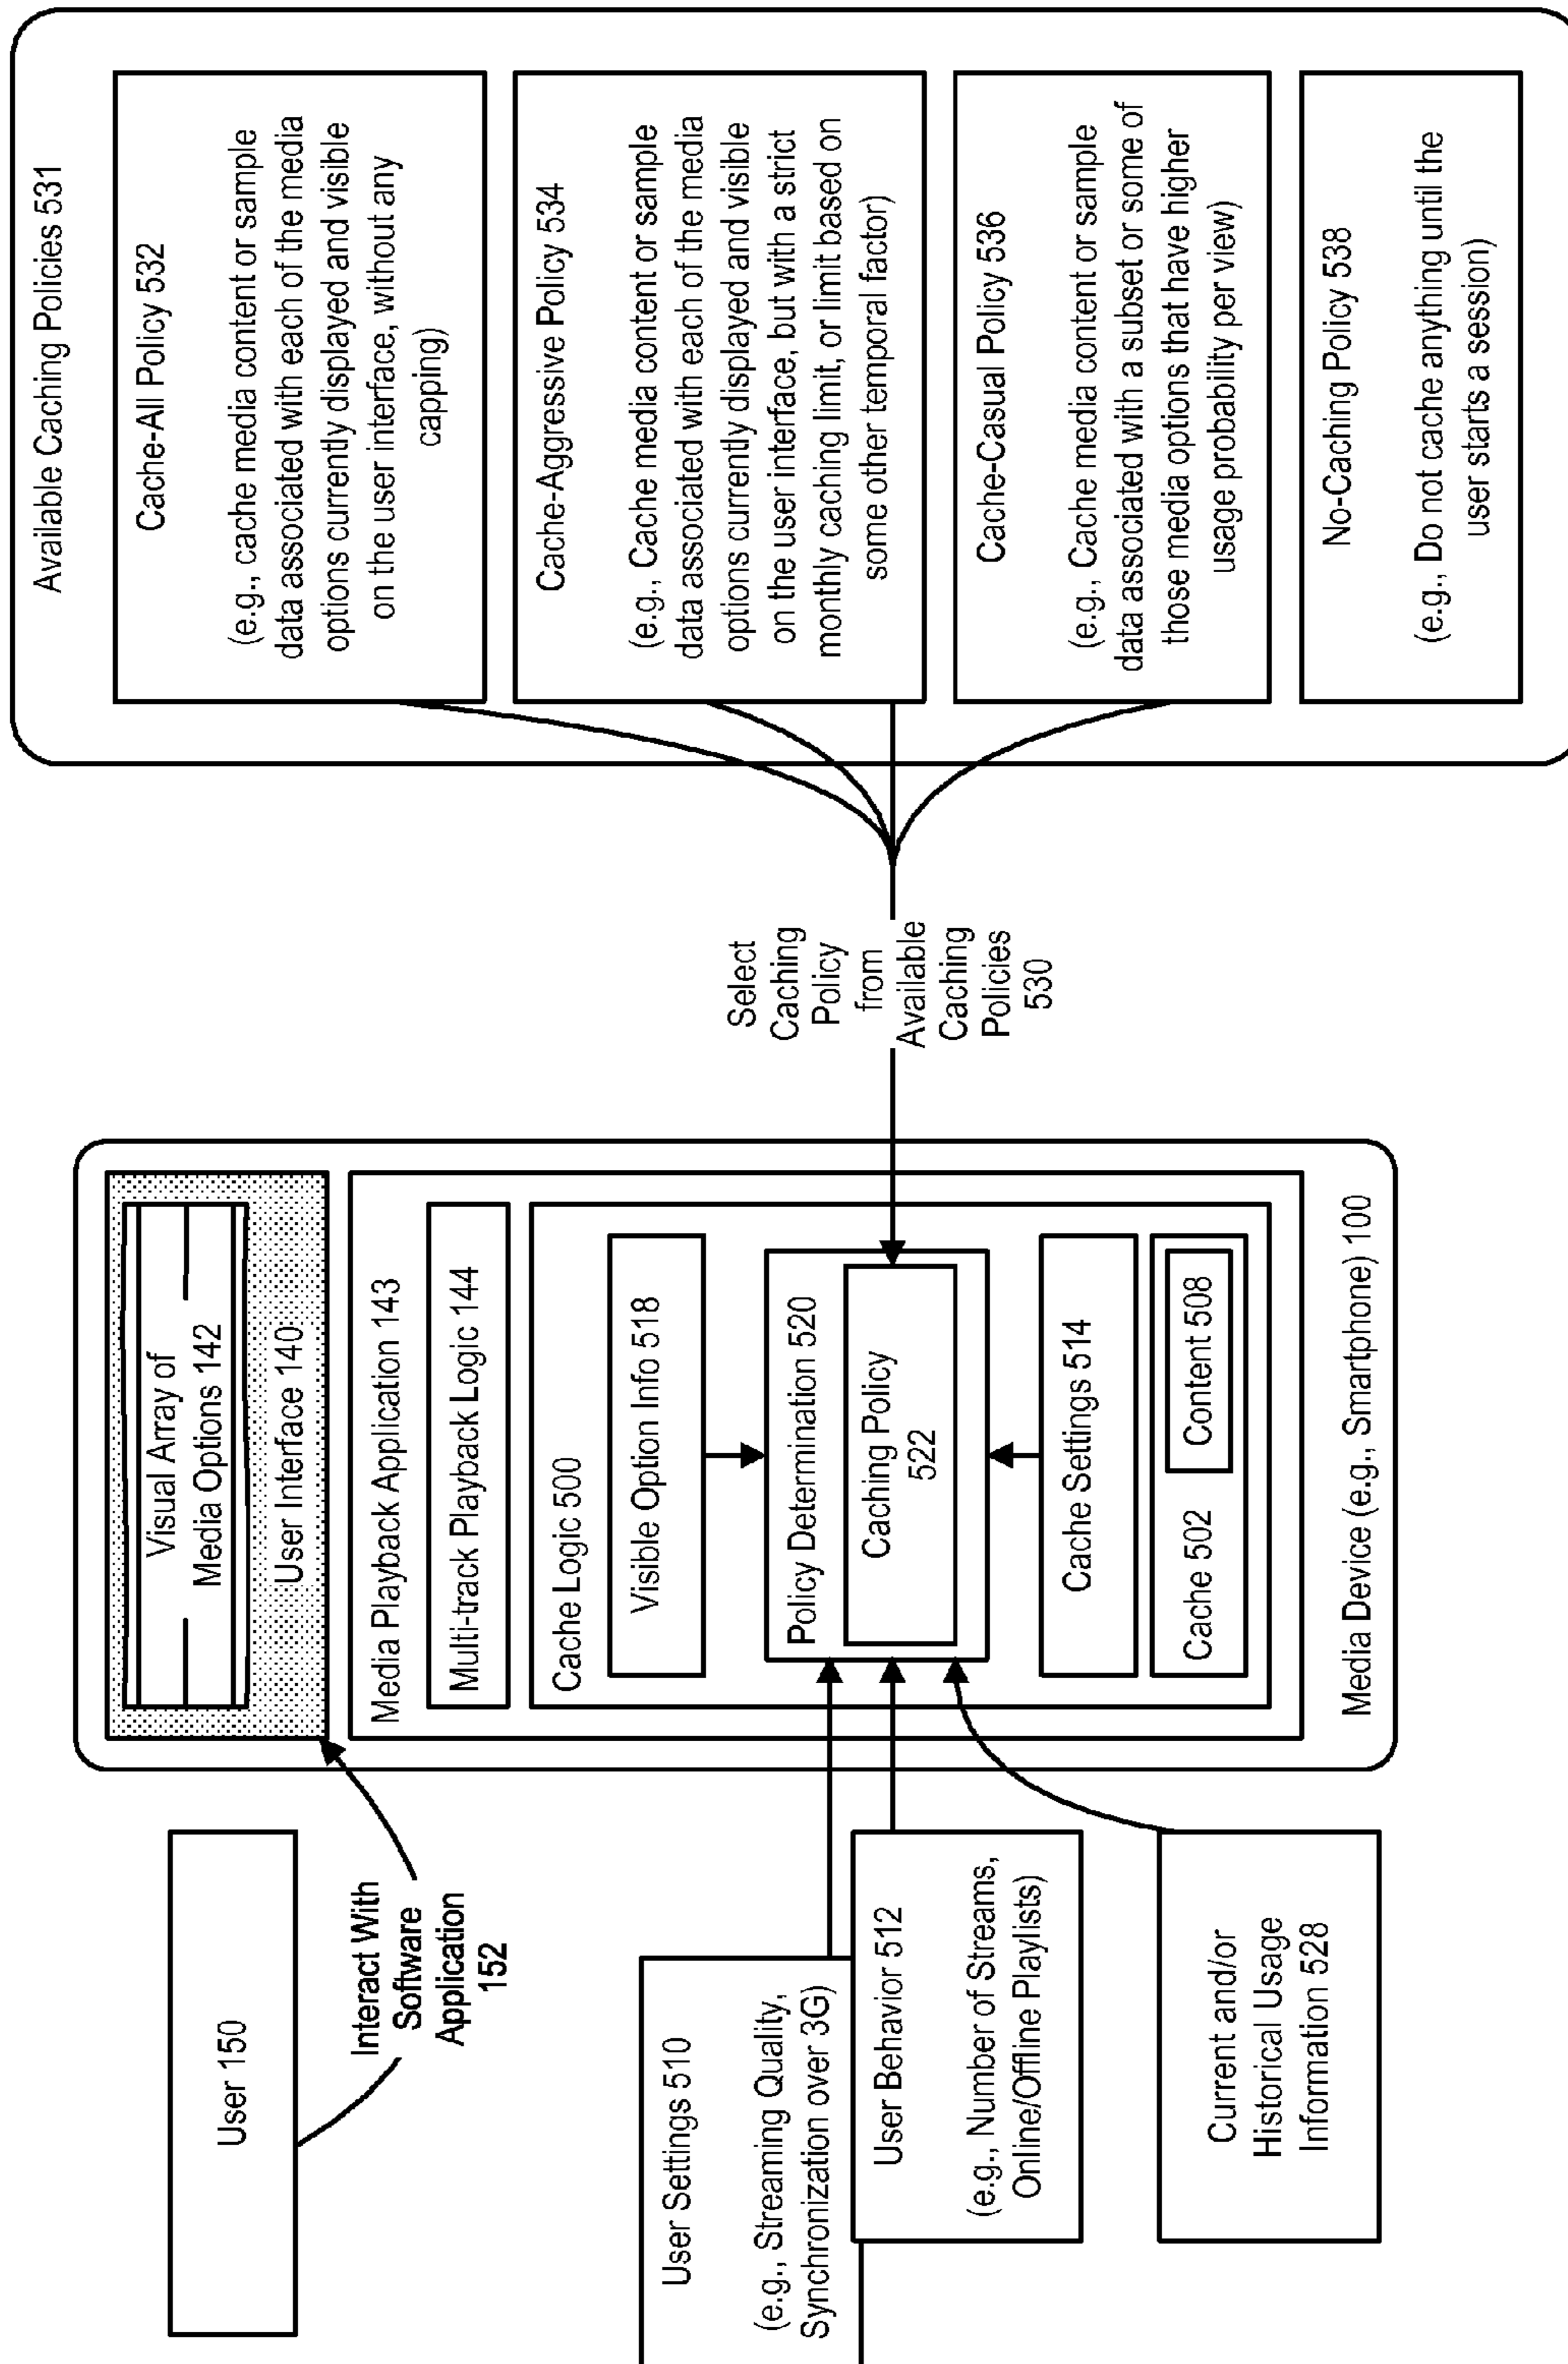 User 150
Interact With
Software
Application
152
User Settings 510
(e.g., Streaming Quality,
Synchronization over 3G)
User Behavior 512
(e.g., Number of Streams,
Online/Offline Playlists)
Current and/or
Historical Usage
Information 528
Visual Array of
Media Options 142
User Interface 140
Media Playback Application 143
Multi-track Playback Logic 144
Cache Logic 500
Visible Option Info 518
Policy Determination 520
Caching Policy
522
Cache Settings 514
Cache 502
Content 508
Media Device (e.g., Smartphone) 100
Select
Caching
Policy
from
Available
Caching
Policies
530
Available Caching Policies 531
Cache-All Policy 532
(e.g., cache media content or sample
data associated with each of the media
options currently displayed and visible
on the user interface, without any
capping)
Cache-Aggressive Policy 534
(e.g., Cache media content or sample
data associated with each of the media
options currently displayed and visible
on the user interface, but with a strict
monthly caching limit, or limit based on
some other temporal factor)
Cache-Casual Policy 536
(e.g., Cache media content or sample
data associated with a subset or some of
those media options that have higher
usage probability per view)
No-Caching Policy 538
(e.g., Do not cache anything until the
user starts a session)